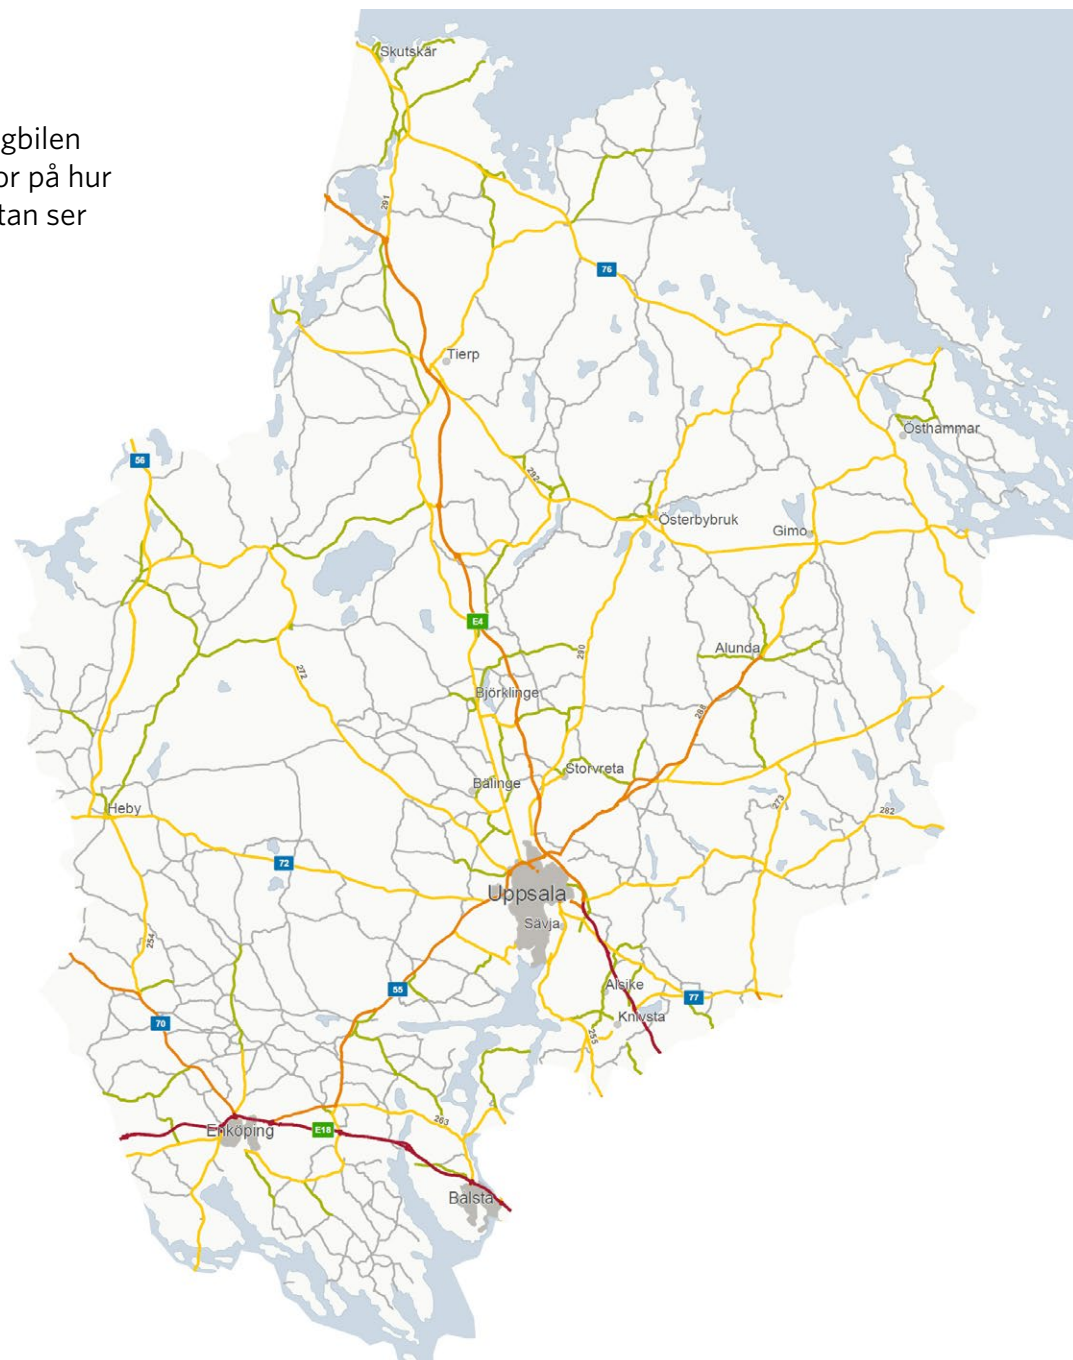 Skutskär
gbilen
or på hur
tan ser
291
76
Tierp
Östhammar
56
292
Österbybruk
Gimo
E4
Alunda
290
272
Björklinge
288
Storvreta
Bälinge
273
Heby
282
72
Uppsala
Sävja
254
Alsike
55
77
70
Knivsta
255
263
Enköping
E18
Bålsta